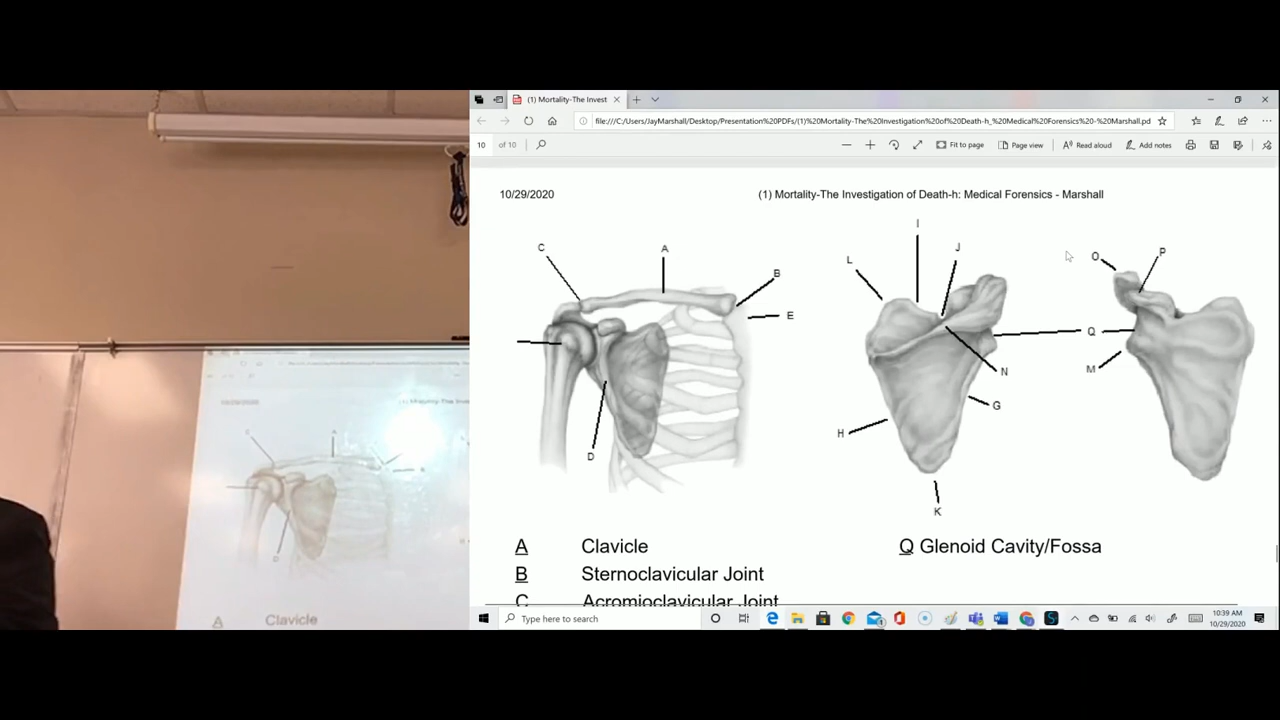 (1) Mortality-The Invest
file:///C:/Users/JayMarshall/Desktop/Presentation%20PDFs/(1)%20Mortality-The%20Investigation%20of%20Death-h_%20Medical%20Forensics%20-%20Marshall.pd
10 of 10
Fit to page
Page view
Read aloud
Add notes
10/29/2020
(1) Mortality-The Investigation of Death-h: Medical Forensics - Marshall
C
A
B
E
D
L
I
J
N
G
H
K
O
P
Q
M
A Clavicle
Q Glenoid Cavity/Fossa
B Sternoclavicular Joint
C Acromioclavicular Joint
Type here to search
10:39 AM
10/29/2020
A Clavicle